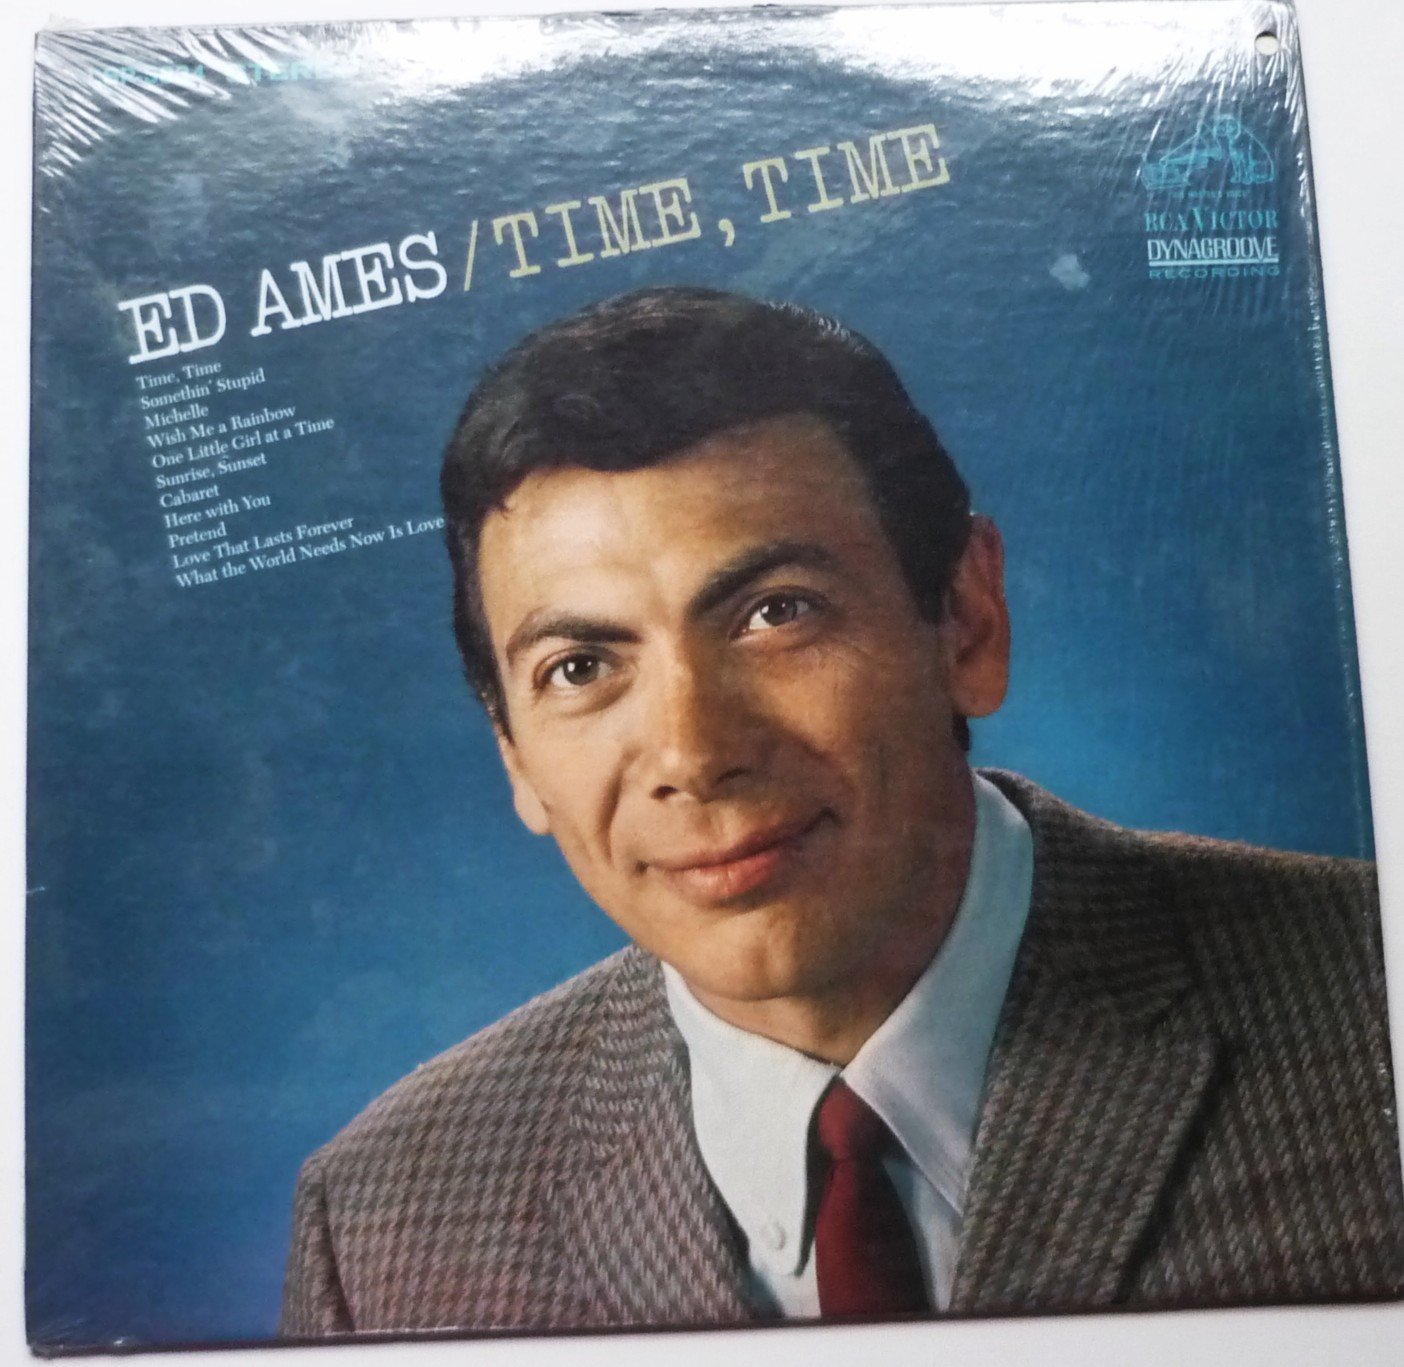 STEREO
ED AMES/TIME, TIME
Time, Time
Somethin' Stupid
Michelle
Wish Me a Rainbow
One Little Girl at a Time
Sunrise, Sunset
Cabaret
Here with You
Pretend
Love That Lasts Forever
What the World Needs Now Is Love
RCA VICTOR
DYNAGROOVE
RECORDING